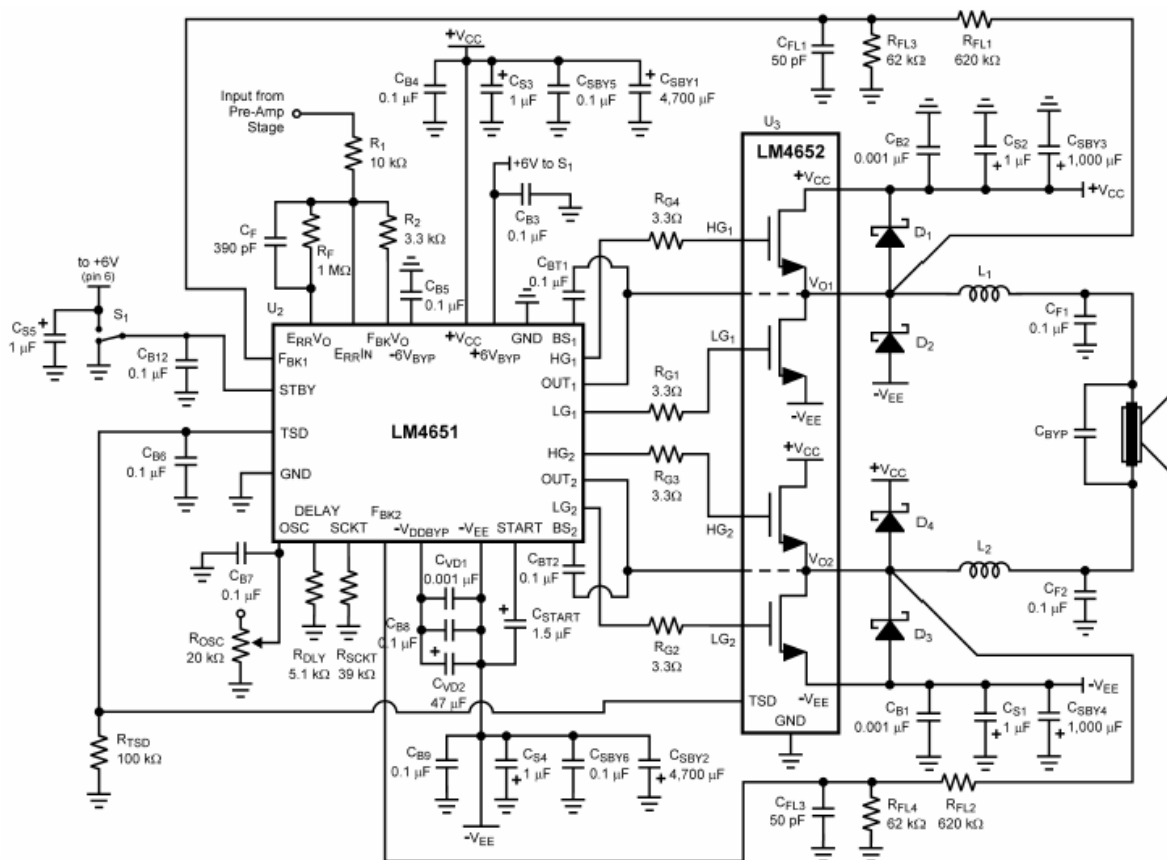 CFL1
50 pF
RFL3
62 kΩ
RFL1
620 kΩ
+VCC
CB4
0.1 µF
CS3
1 µF
CSBY5
0.1 µF
CSBY1
4,700 µF
Input from
Pre-Amp
Stage
R1
10 kΩ
+6V to S1
CB3
0.1 µF
U3
LM4652
+VCC
CB2
0.001 µF
CS2
1 µF
CSBY3
1,000 µF
+VCC
CF
390 pF
RF
1 MΩ
R2
3.3 kΩ
CB5
0.1 µF
RG4
3.3Ω
HG1
CBT1
0.1 µF
D1
VO1
L1
CF1
0.1 µF
to +6V
(pin 6)
S1
CS5
1 µF
CB12
0.1 µF
U2
ERRVO
ERRIN
FBKVO
-6VBYP
+VCC
+6VBYP
GND
BS1
FBK1
HG1
STBY
OUT1
LG1
TSD
LM4651
HG2
GND
OUT2
LG2
DELAY
OSC
SCKT
FBK2
-VDDBYP
-VEE
START
BS2
LG1
RG1
3.3Ω
-VEE
D2
-VEE
RG3
3.3Ω
+VCC
HG2
+VCC
D4
CBYP
VO2
L2
CF2
0.1 µF
CB6
0.1 µF
CB7
0.1 µF
ROSC
20 kΩ
RDLY
5.1 kΩ
RSCKT
39 kΩ
CVD1
0.001 µF
CB8
0.1 µF
CVD2
47 µF
CSTART
1.5 µF
CBT2
0.1 µF
RG2
3.3Ω
LG2
D3
TSD
-VEE
GND
-VEE
CB1
0.001 µF
CS1
1 µF
CSBY4
1,000 µF
RTSD
100 kΩ
CB9
0.1 µF
CS4
1 µF
CSBY6
0.1 µF
CSBY2
4,700 µF
-VEE
CFL3
50 pF
RFL4
62 kΩ
RFL2
620 kΩ